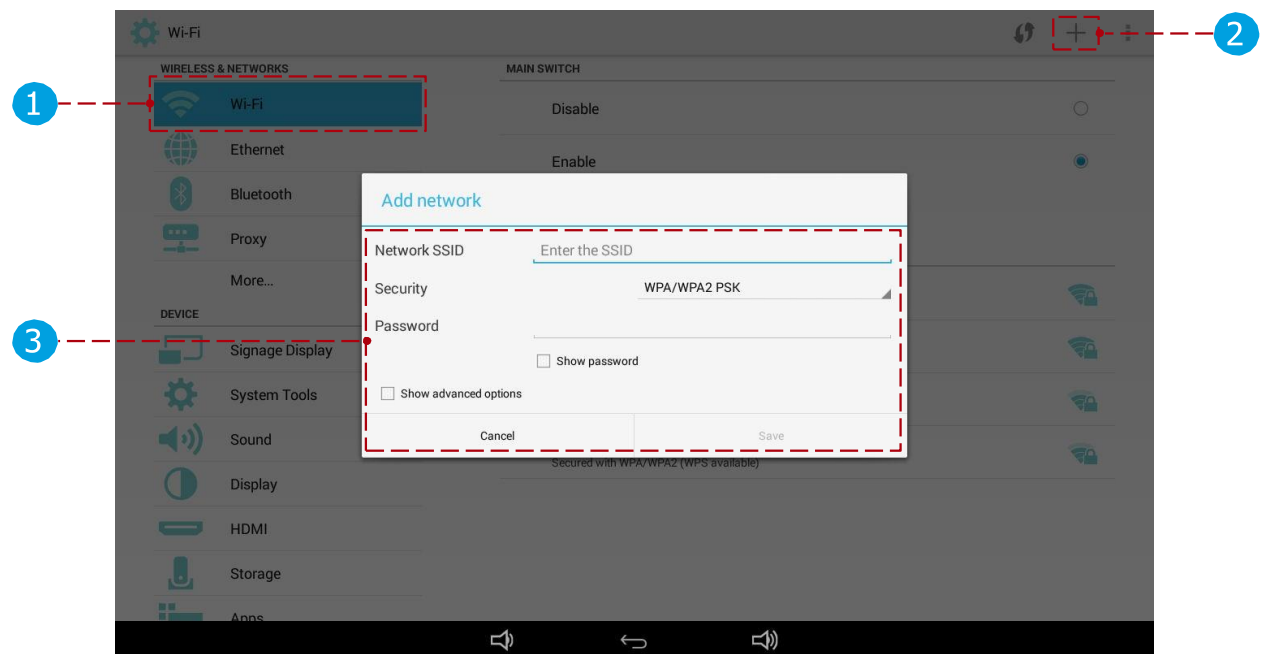 Wi-Fi
2
WIRELESS & NETWORKS
MAIN SWITCH
1
Wi-Fi
Disable
Ethernet
Enable
Bluetooth
Add network
Proxy
Network SSID
Enter the SSID
More...
Security
WPA/WPA2 PSK
DEVICE
Password
3
Signage Display
Show password
System Tools
Show advanced options
Sound
Cancel
Save
Secured with WPA/WPA2 (WPS available)
Display
HDMI
Storage
Apps